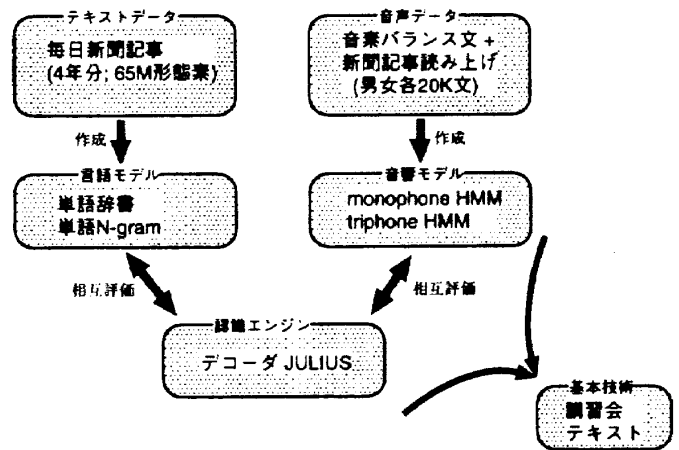 テキストデータ
毎日新聞記事
(4年分; 65M形態素)
音声データ
音素バランス文 +
新聞記事読み上げ
(男女各20K文)
作成
作成
言語モデル
単語辞書
単語N-gram
音響モデル
monophone HMM
triphone HMM
相互評価
相互評価
認識エンジン
デコーダ JULIUS
基本技術
講習会
テキスト